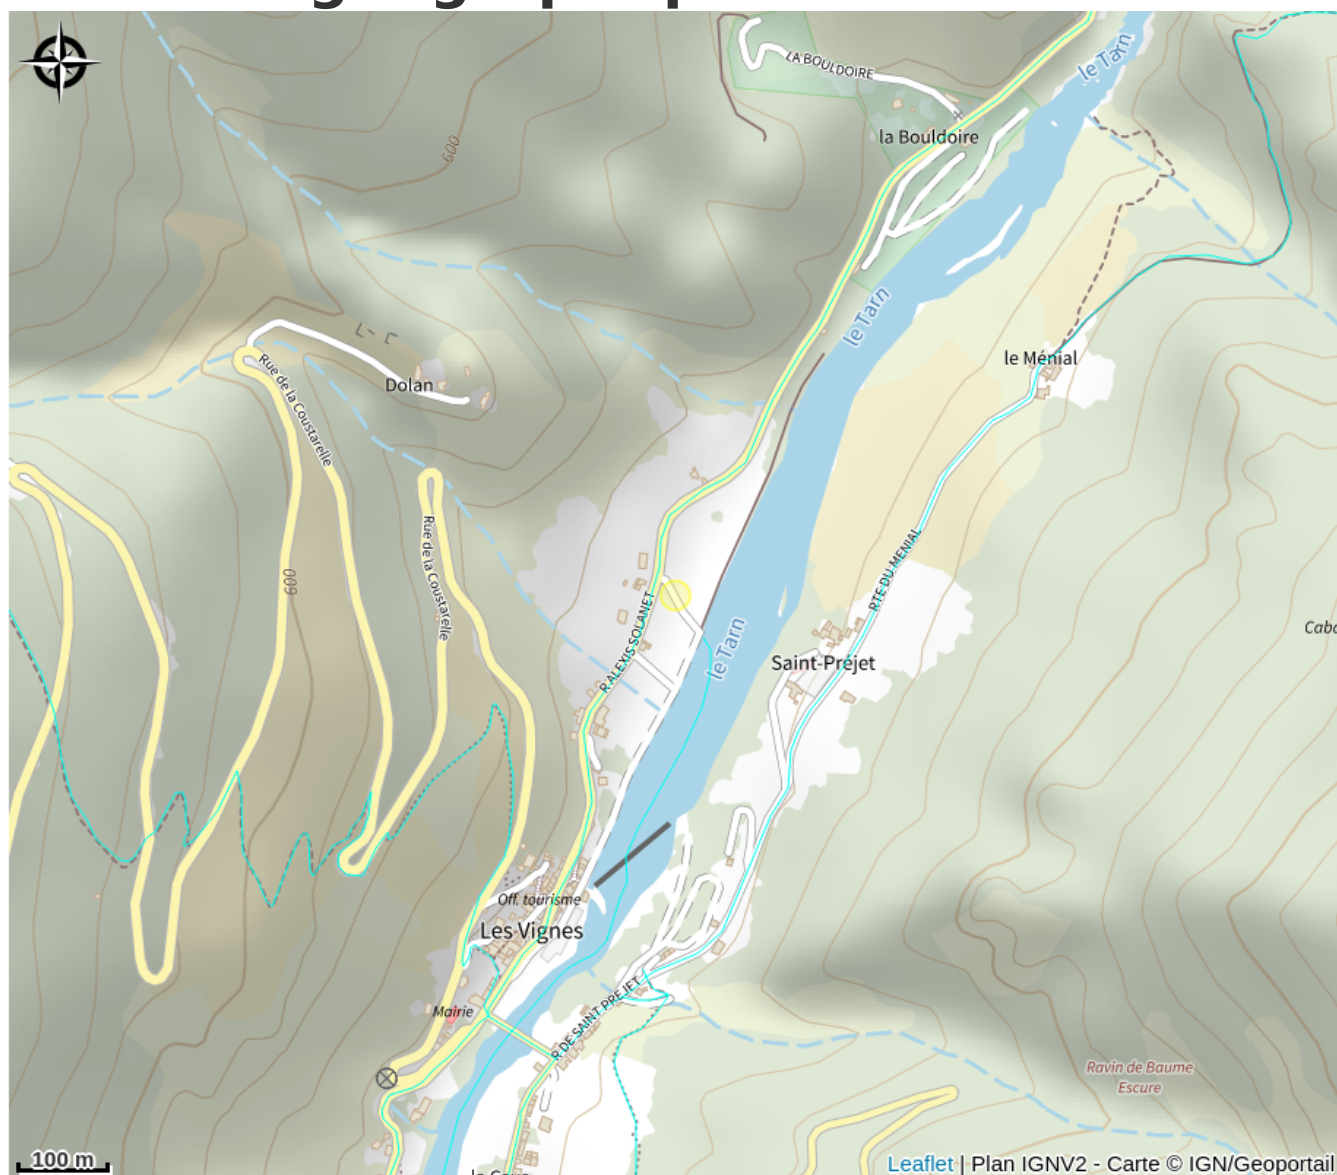 le Tarn
LA BOULDOIRE
la Bouldoire
600
le Tarn
le Ménial
Dolan
Rue de la Coustarelle
Rue de la Coustarelle
600
RTE DU MENIAL
R ALEXIS SOLANET
le Tarn
Saint-Préjet
Off. tourisme
Les Vignes
Mairie
R DE SAINT PREJET
Ravin de Baume
Escure
100 m
Leaflet | Plan IGNV2 - Carte © IGN/Geoportail